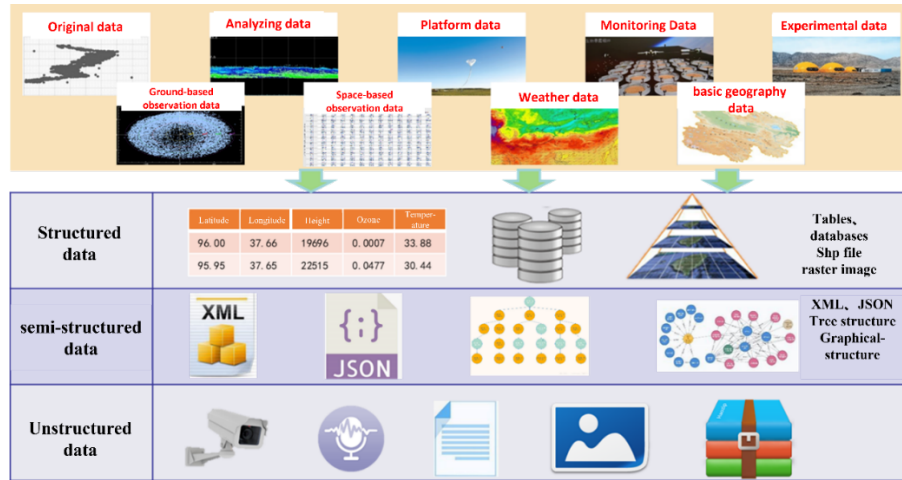 Original data
Analyzing data
Platform data
Monitoring Data
Experimental data
Ground-based
observation data
Space-based
observation data
Weather data
basic geography
data
Structured
data
Latitude Longitude Height Ozone Temper-
ature
96.00 37.66 19696 0.0007 33.88
95.95 37.65 22515 0.0477 30.44
Tables、
databases
Shp file
raster image
semi-structured
data
XML
{;}
JSON
XML、JSON
Tree structure
Graphical-
structure
Unstructured
data